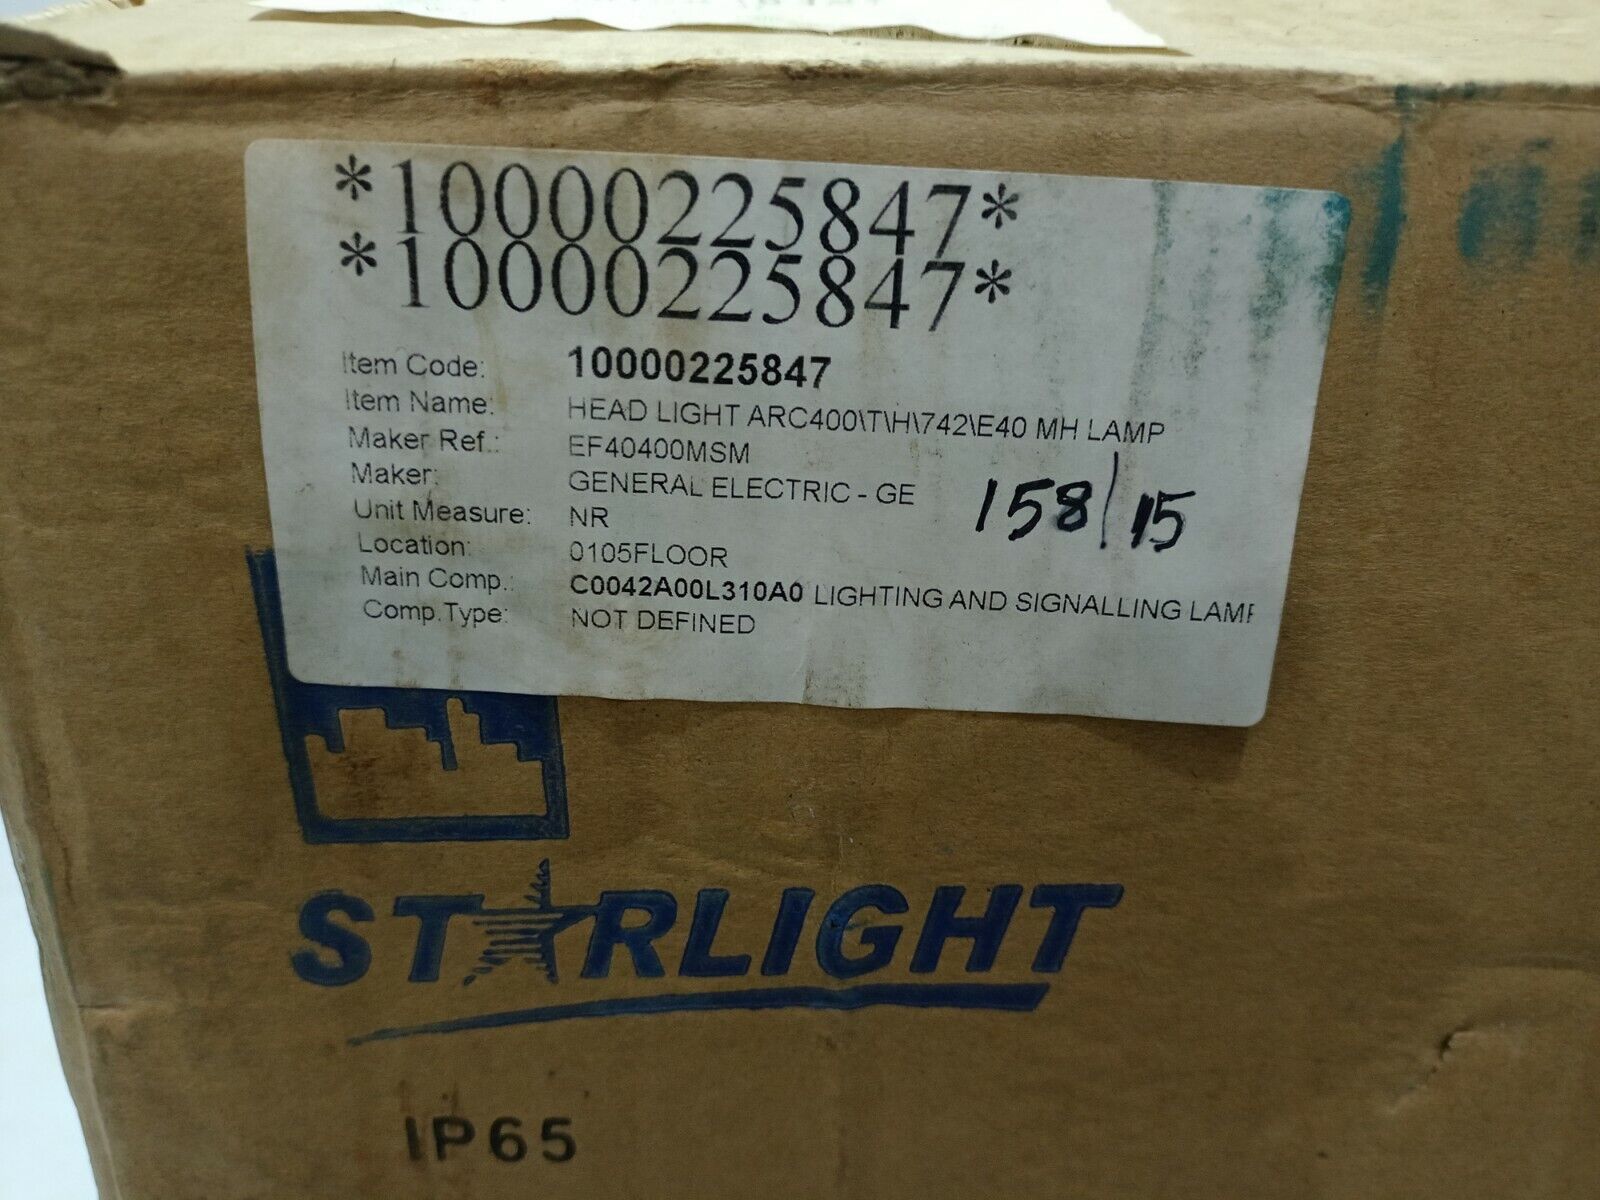 *10000225847*
*10000225847*
Item Code: 10000225847
Item Name: HEAD LIGHT ARC400\T\H\742\E40 MH LAMP
Maker Ref.: EF40400MSM
Maker: GENERAL ELECTRIC - GE
Unit Measure: NR
158/15
Location: 0105FLOOR
Main Comp.: C0042A00L310A0 LIGHTING AND SIGNALLING LAMP
Comp.Type: NOT DEFINED
STARLIGHT
IP65